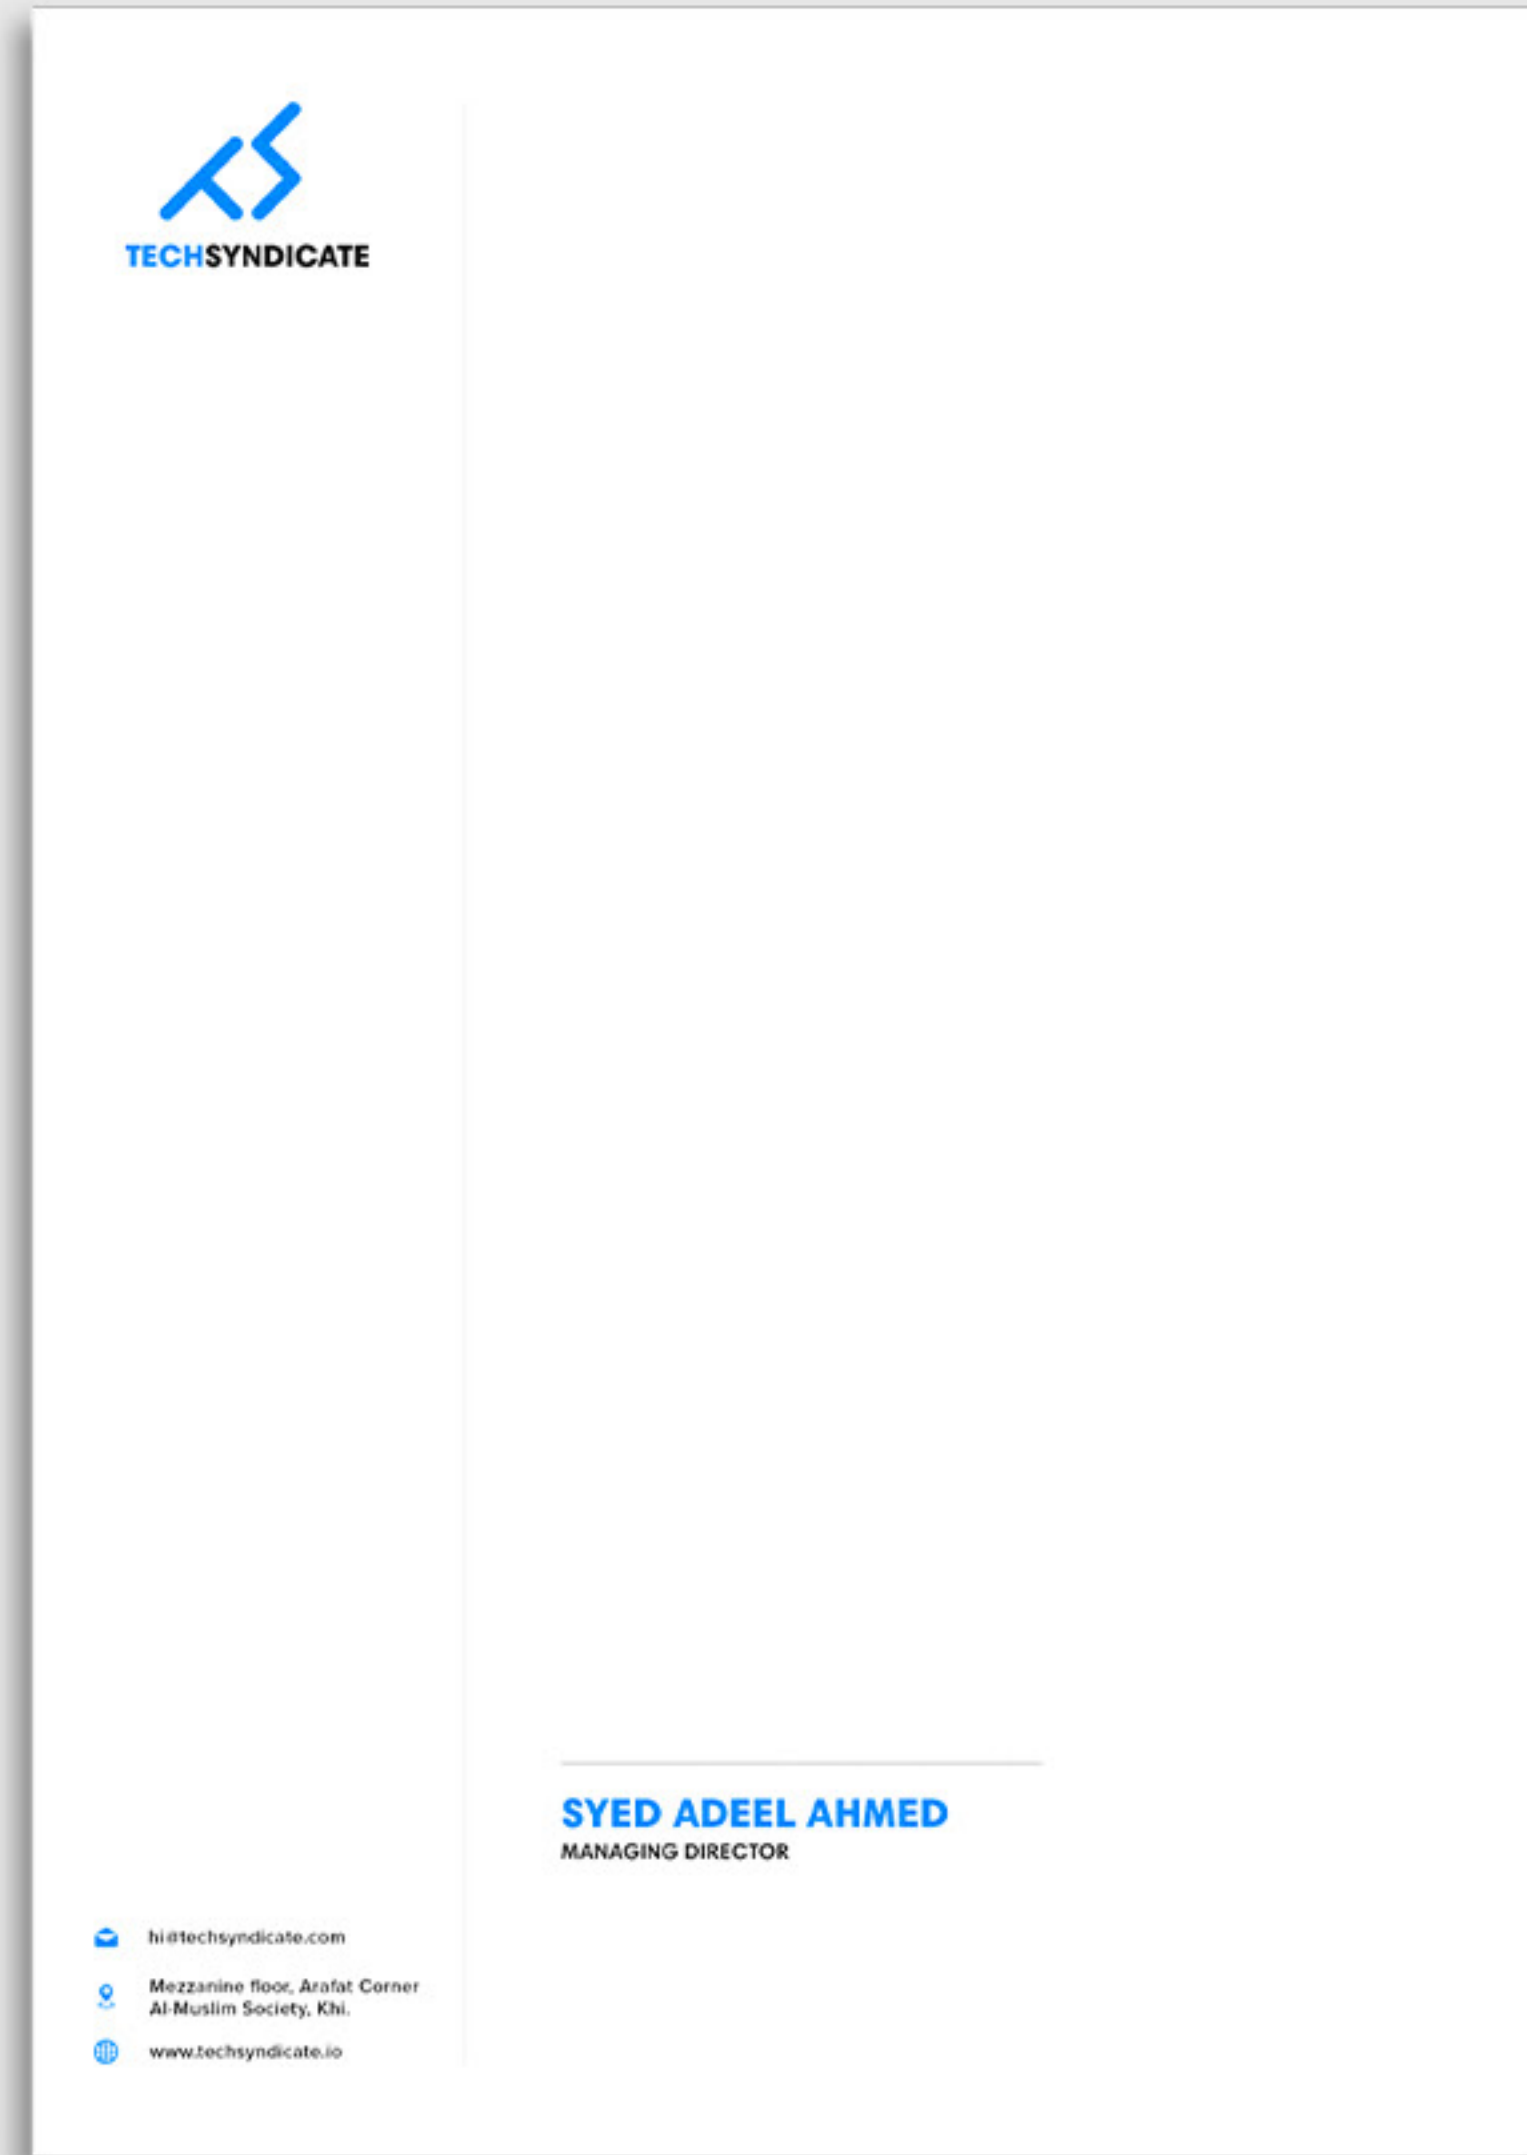 TECHSYNDICATE
SYED ADEEL AHMED
MANAGING DIRECTOR
hi@techsyndicate.com
Mezzanine floor, Arafat Corner
Al-Muslim Society, Khi.
www.techsyndicate.io